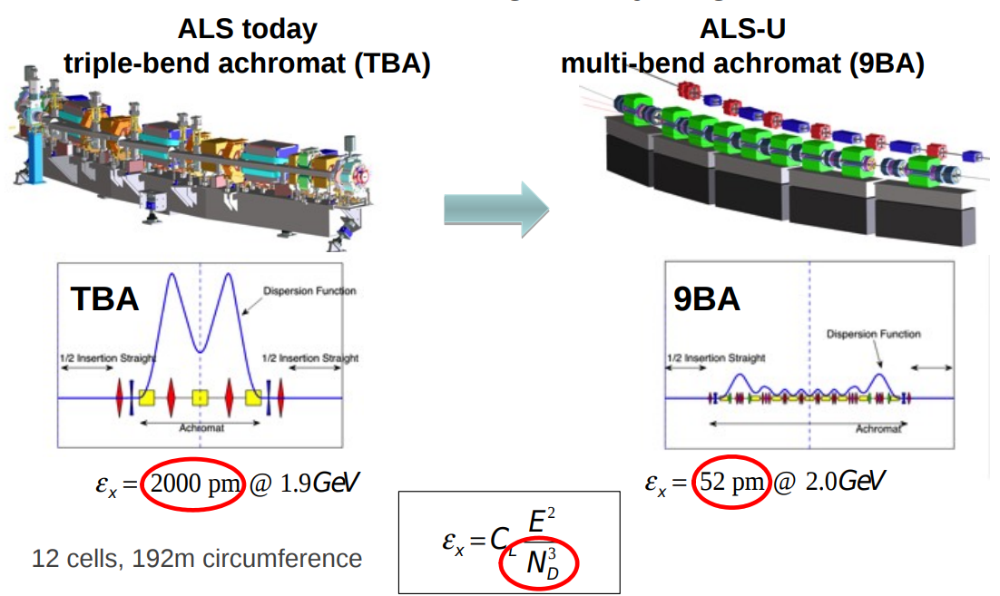 ALS today
triple-bend achromat (TBA)
ALS-U
multi-bend achromat (9BA)
TBA
Dispersion Function
1/2 Insertion Straight
1/2 Insertion Straight
Achromat
9BA
Dispersion Function
1/2 Insertion Straight
Achromat
εₓ = 2000 pm @ 1.9GeV
εₓ = 52 pm @ 2.0GeV
εₓ = C_L E² / N_D³
12 cells, 192m circumference